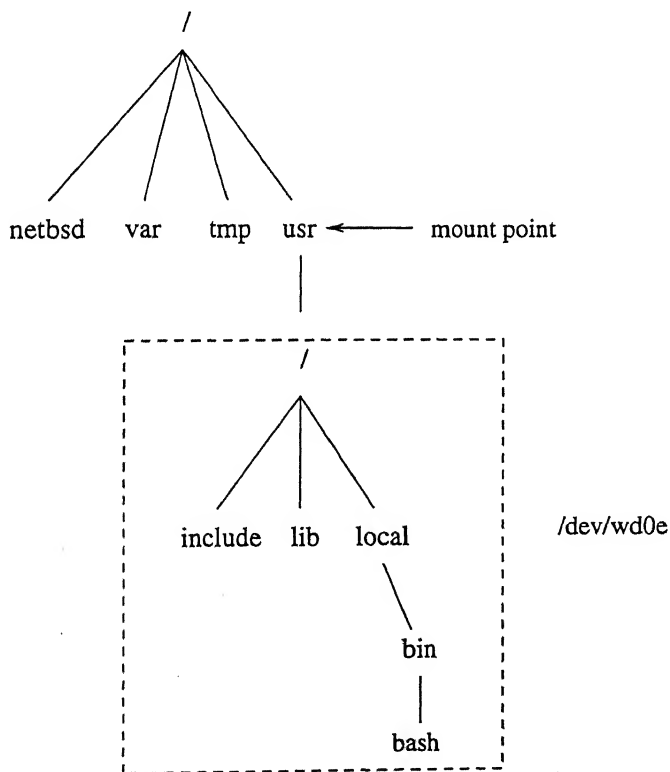 /
netbsd var tmp usr mount point
/
include lib local
/dev/wd0e
bin
bash